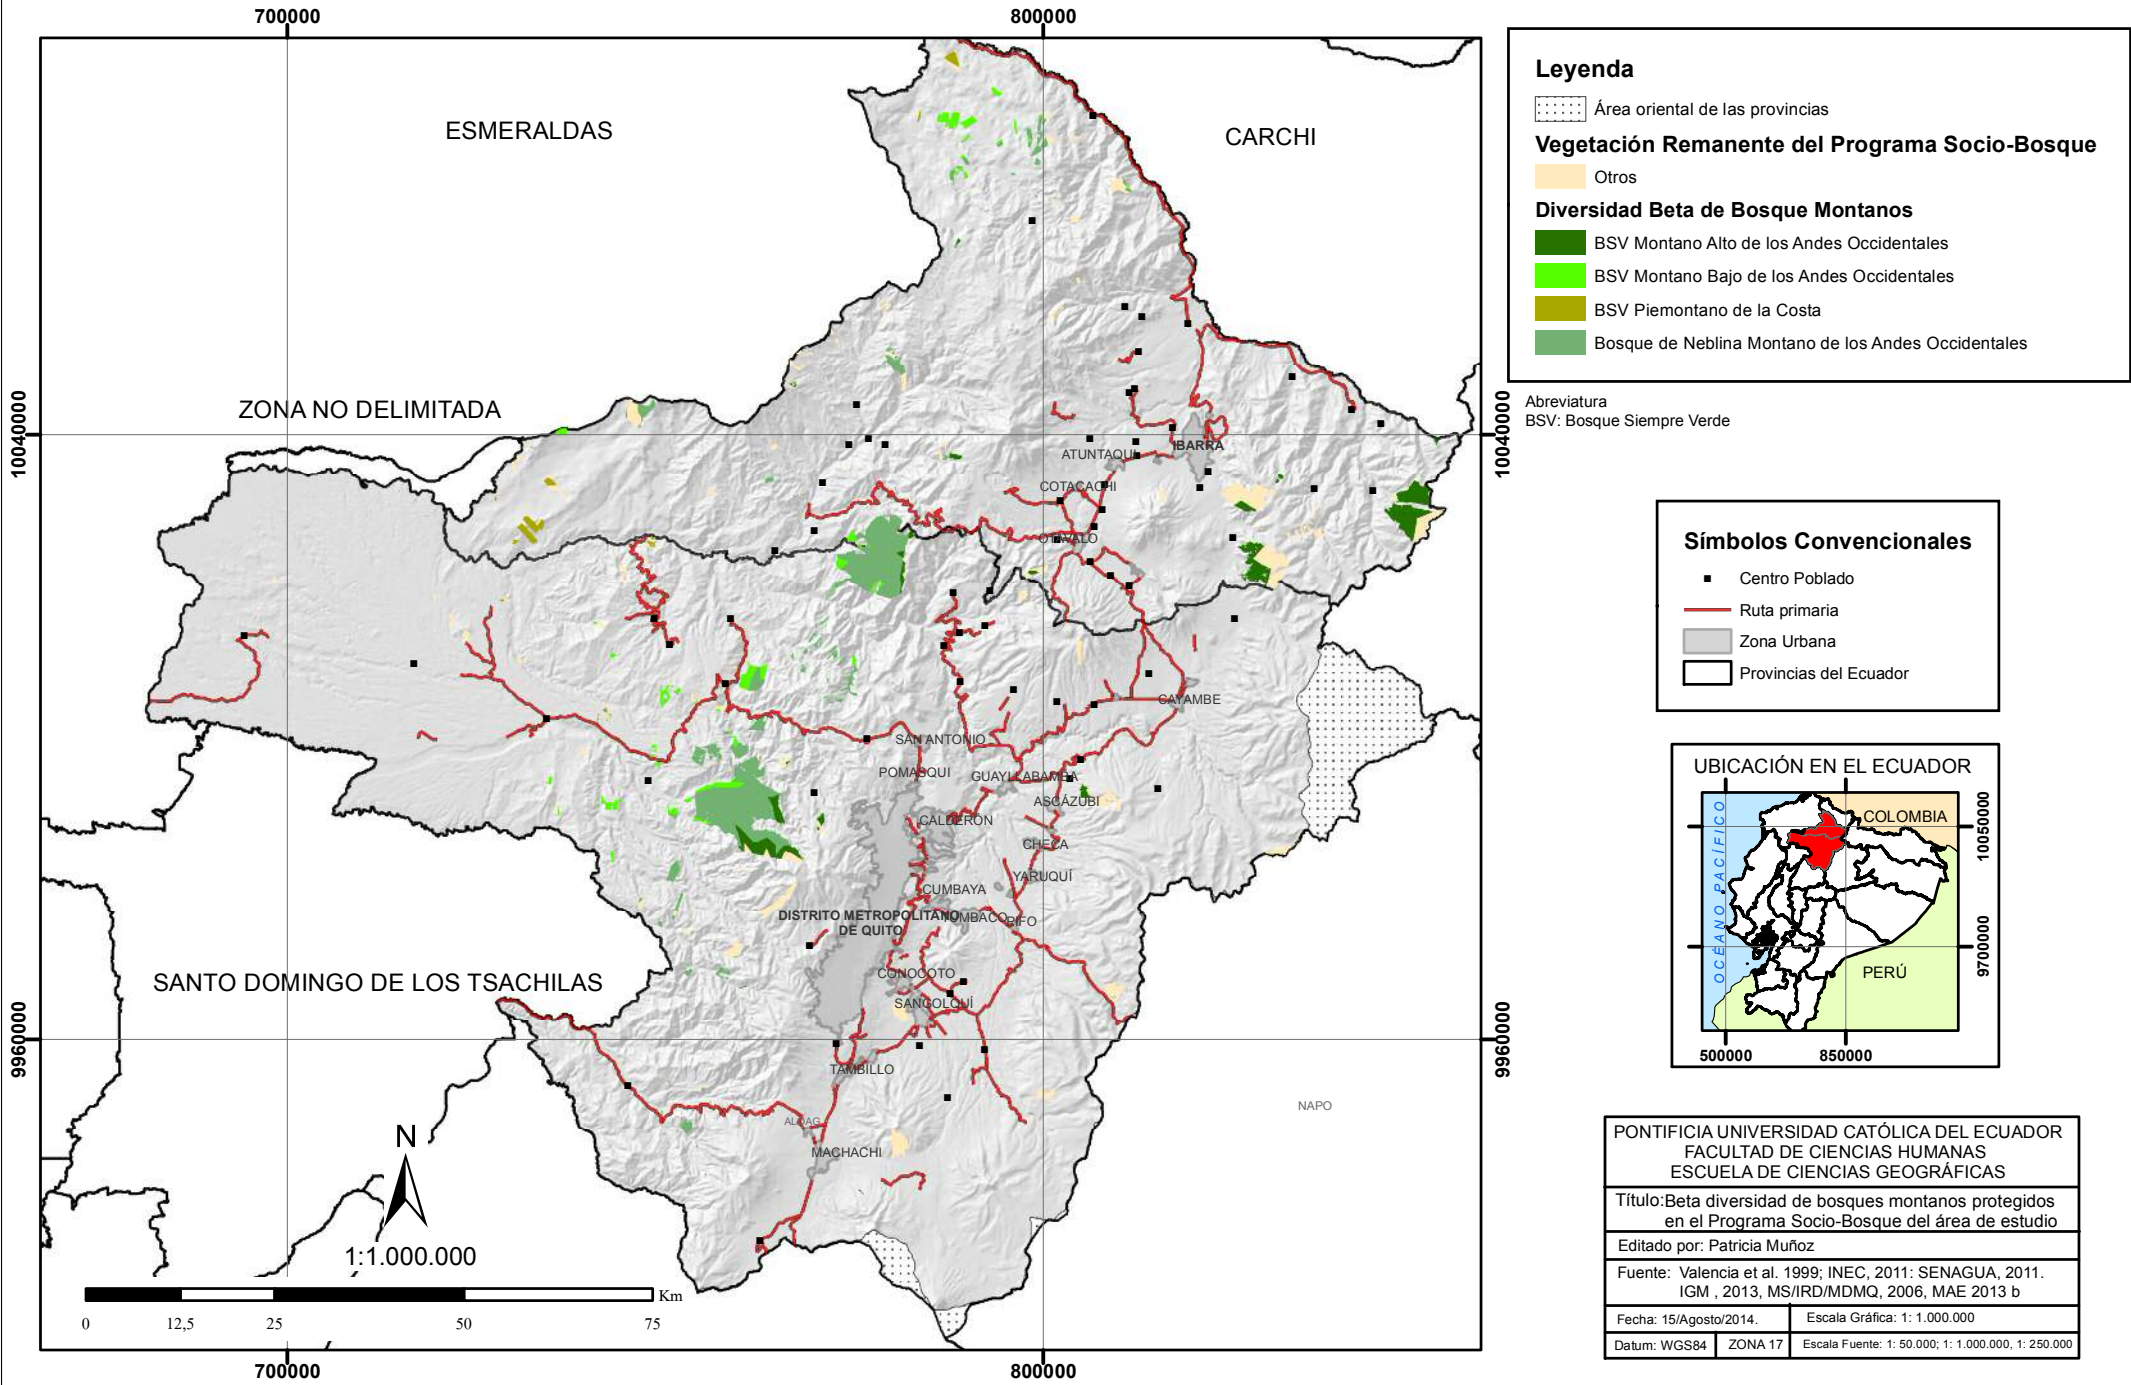 700000
800000
ESMERALDAS
CARCHI
ZONA NO DELIMITADA
10040000
10040000
IBARRA
ATUNTAQUI
COTACACHI
OTAVALO
CAYAMBE
SAN ANTONIO
POMASQUI
GUAYLLABAMBA
ASCÁZUBI
CALDERÓN
CHECA
YARUQUÍ
CUMBAYA
TUMBACO
PIFO
DISTRITO METROPOLITANO
DE QUITO
CONOCOTO
SANGOLQUÍ
SANTO DOMINGO DE LOS TSACHILAS
9960000
9960000
TAMBILLO
ALOAG
MACHACHI
NAPO
N
1:1.000.000
Km
0
12,5
25
50
75
700000
800000
Leyenda
Área oriental de las provincias
Vegetación Remanente del Programa Socio-Bosque
Otros
Diversidad Beta de Bosque Montanos
BSV Montano Alto de los Andes Occidentales
BSV Montano Bajo de los Andes Occidentales
BSV Piemontano de la Costa
Bosque de Neblina Montano de los Andes Occidentales
Abreviatura
BSV: Bosque Siempre Verde
Símbolos Convencionales
Centro Poblado
Ruta primaria
Zona Urbana
Provincias del Ecuador
UBICACIÓN EN EL ECUADOR
OCÉANO PACÍFICO
COLOMBIA
PERÚ
10050000
9700000
500000
850000
PONTIFICIA UNIVERSIDAD CATÓLICA DEL ECUADOR
FACULTAD DE CIENCIAS HUMANAS
ESCUELA DE CIENCIAS GEOGRÁFICAS
Título:Beta diversidad de bosques montanos protegidos
en el Programa Socio-Bosque del área de estudio
Editado por: Patricia Muñoz
Fuente: Valencia et al. 1999; INEC, 2011: SENAGUA, 2011.
IGM , 2013, MS/IRD/MDMQ, 2006, MAE 2013 b
Fecha: 15/Agosto/2014.
Escala Gráfica: 1: 1.000.000
Datum: WGS84
ZONA 17
Escala Fuente: 1: 50.000; 1: 1.000.000, 1: 250.000